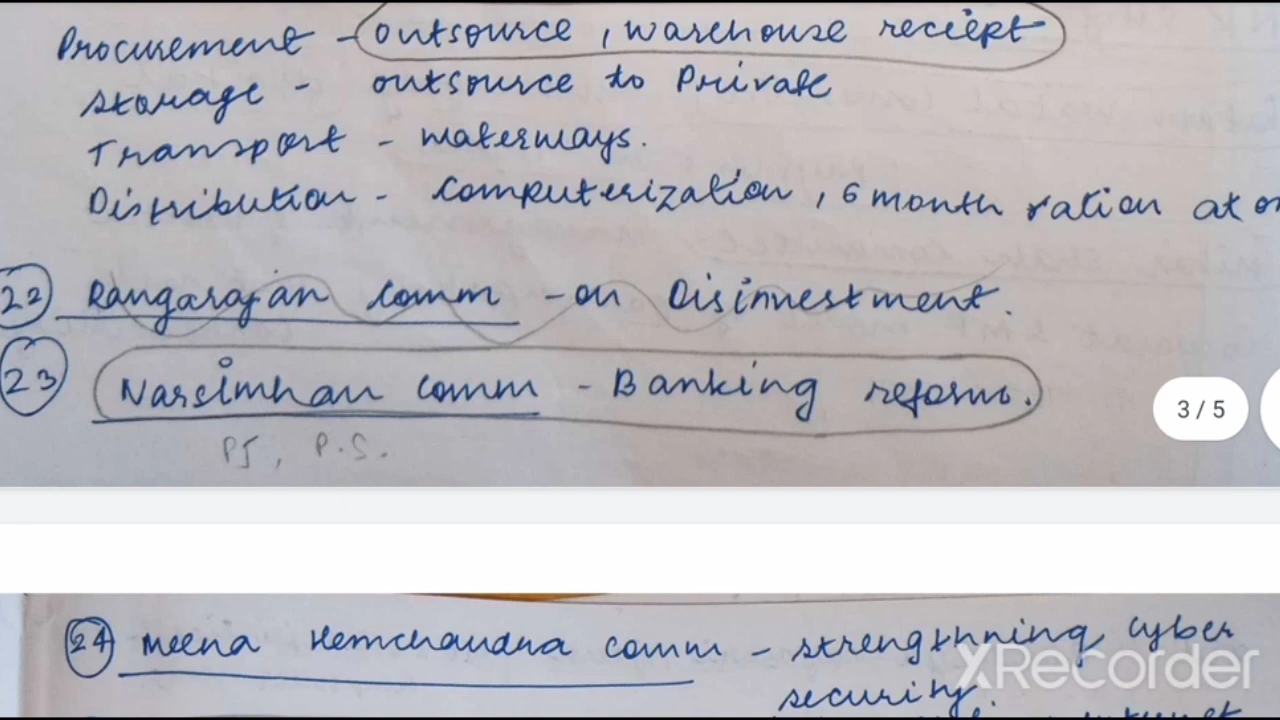 Procurement - outsource, warehouse reciept
storage - outsource to Private
Transport - waterways.
Distribution - computerization, 6 month ration at
22 Rangarajan comm - on Disinvestment.
23 Narsimhan comm - Banking reforms.
PJ, P.S.
3 / 5
24 Meena Hemchandra comm - strengthning cyber
security
XRecorder